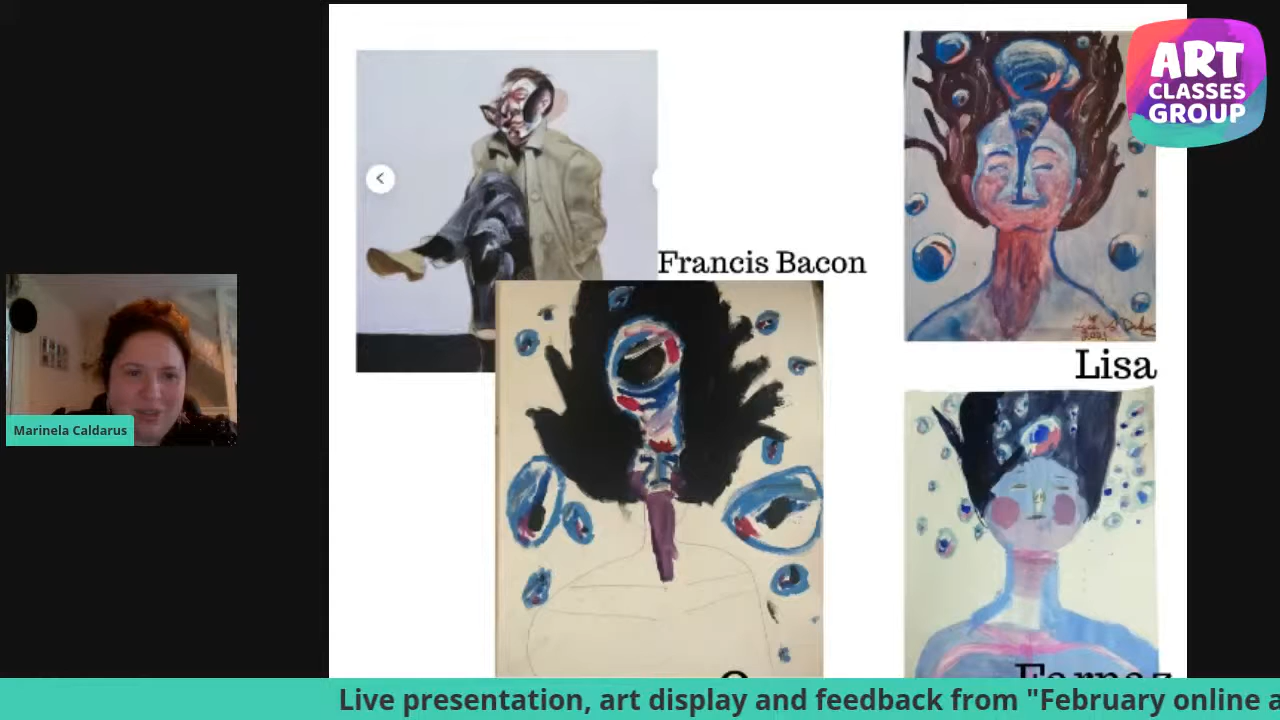 ART
CLASSES
GROUP
Francis Bacon
Lisa
Marinela Caldarus
Live presentation, art display and feedback from "February online a